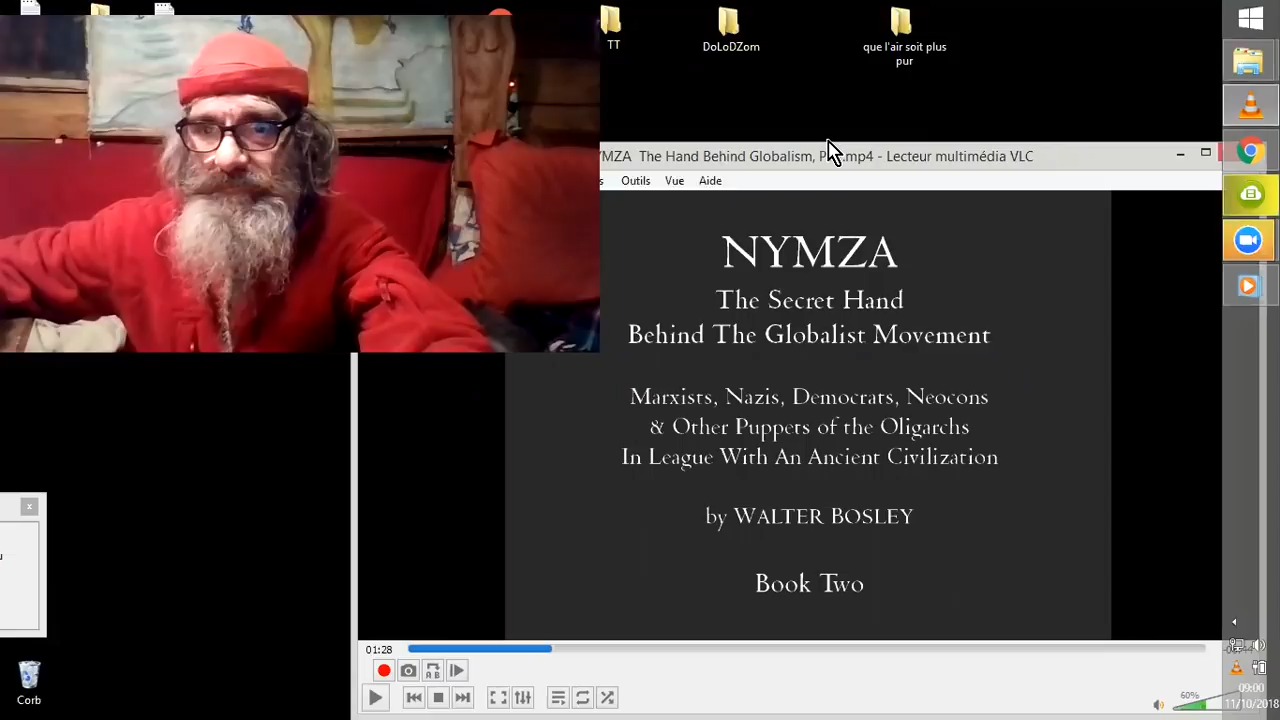 TT
DoLoDZom
que l'air soit plus
pur
The Hand Behind Globalism, P .mp4 - Lecteur multimédia VLC
Outils Vue Aide
NYMZA
The Secret Hand
Behind The Globalist Movement
Marxists, Nazis, Democrats, Neocons
& Other Puppets of the Oligarchs
In League With An Ancient Civilization
by WALTER BOSLEY
Book Two
01:28
60%
09:00
11/10/2018